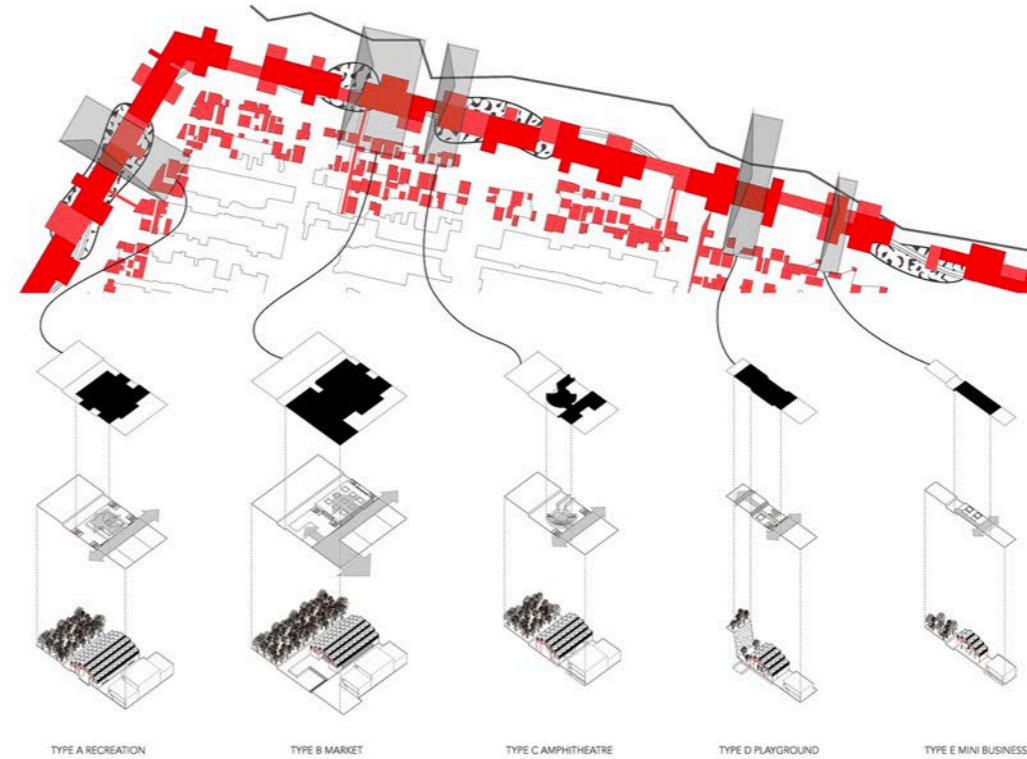 TYPE A RECREATION
TYPE B MARKET
TYPE C AMPHITHEATRE
TYPE D PLAYGROUND
TYPE E MINI BUSINESS